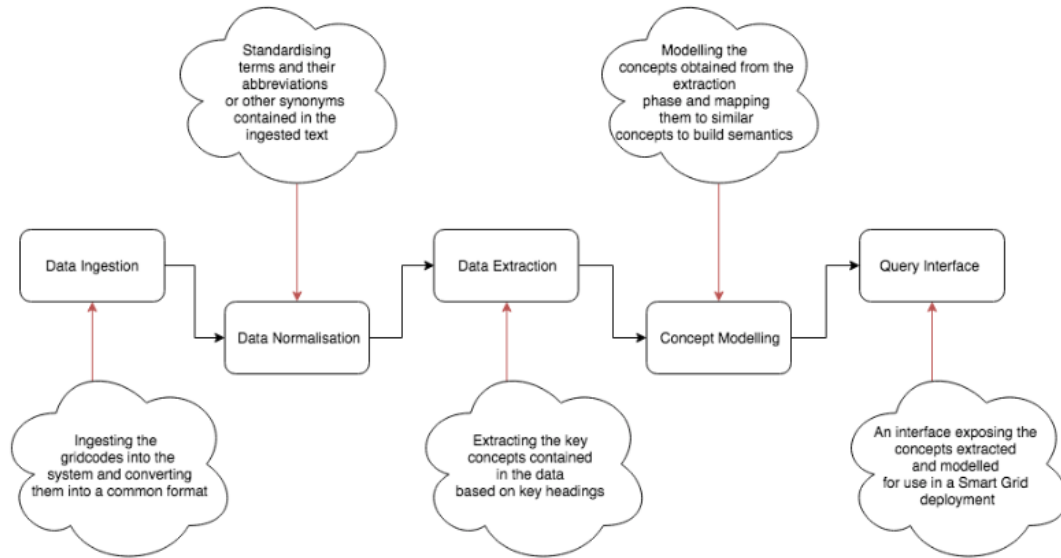 Standardising
terms and their
abbreviations
or other synonyms
contained in the
ingested text
Modelling the
concepts obtained from the
extraction
phase and mapping
them to similar
concepts to build semantics
Data Ingestion
Data Normalisation
Data Extraction
Concept Modelling
Query Interface
Ingesting the
gridcodes into the
system and converting
them into a common format
Extracting the key
concepts contained
in the data
based on key headings
An interface exposing the
concepts extracted
and modelled
for use in a Smart Grid
deployment